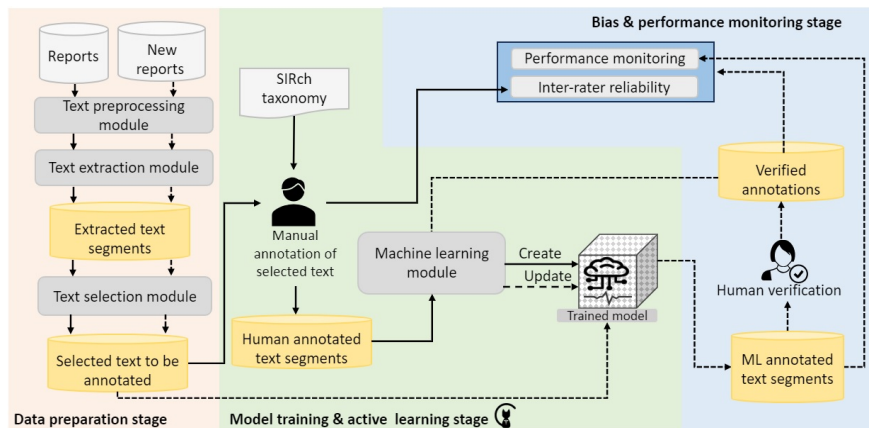 Bias & performance monitoring stage
Reports
New
reports
SIRch
taxonomy
Performance monitoring
Inter-rater reliability
Text preprocessing
module
Text extraction module
Extracted text
segments
Text selection module
Selected text to be
annotated
Manual
annotation of
selected text
Human annotated
text segments
Machine learning
module
Create
Update
Trained model
Verified
annotations
Human verification
ML annotated
text segments
Data preparation stage
Model training & active learning stage